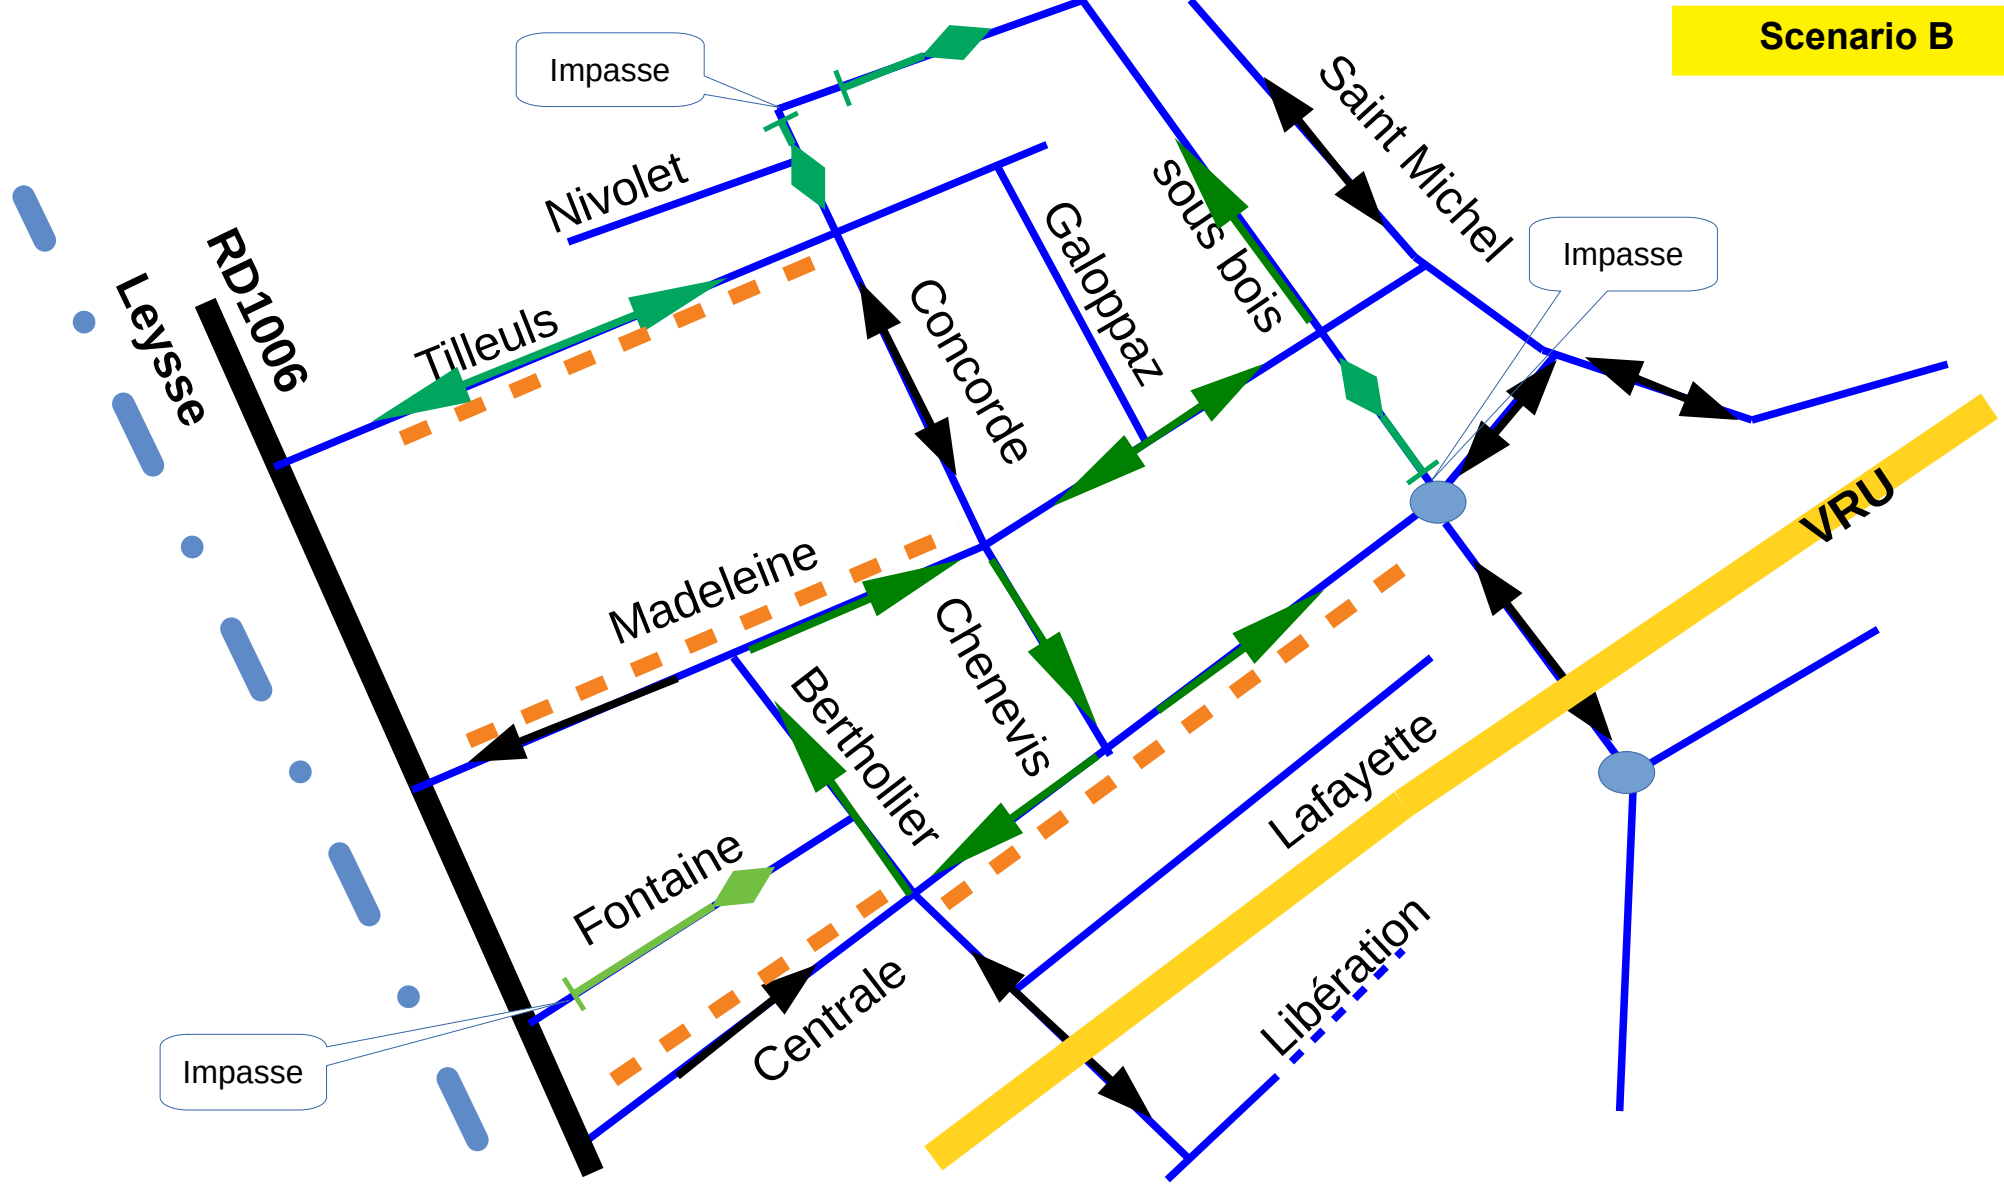 Scenario B
Impasse
Saint Michel
Nivolet
sous bois
Galoppaz
Impasse
RD1006
Leysse
Tilleuls
Concorde
VRU
Madeleine
Chenevis
Berthollier
Lafayette
Fontaine
Centrale
Libération
Impasse